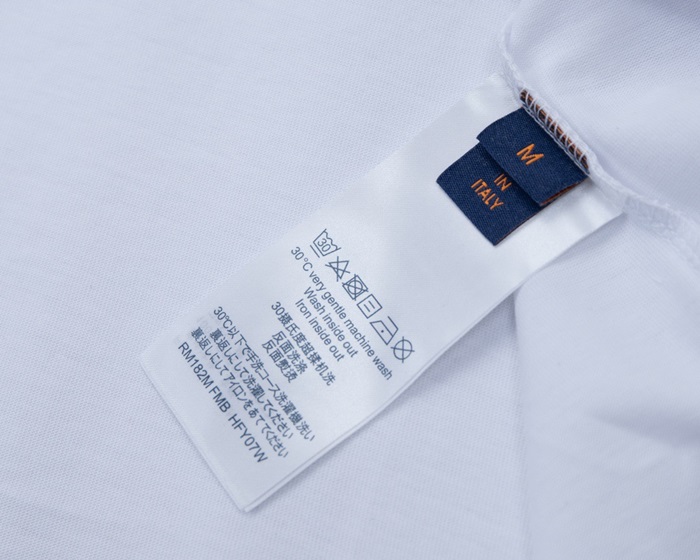 M
IN
ITALY
30
30°C very gentle machine wash
Wash inside out
Iron inside out
30摄氏度超揉机洗
反面洗涤
反面熨烫
30℃以下で手洗コース洗濯機洗い
裏返しにして洗濯してください
裏返しにしてアイロンをあててください
RM182M FMB HFY07W